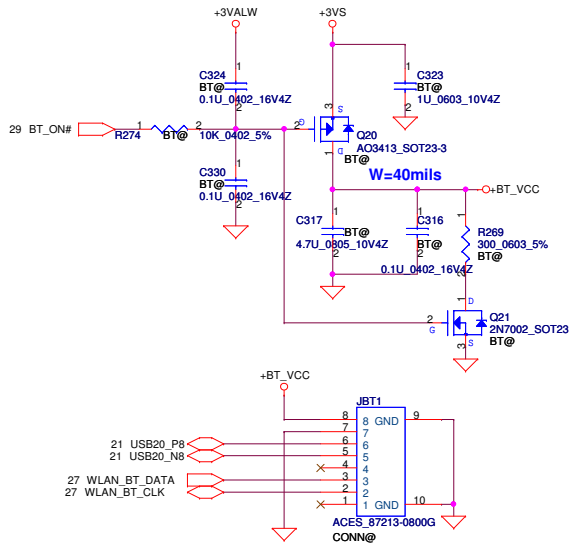 +3VALW
+3VS
1
C324
BT@
0.1U_0402_16V4Z
2
1
C323
BT@
1U_0603_10V4Z
2
29 BT_ON#
1
R274
BT@
2
10K_0402_5%
2
G
3
S
Q20
AO3413_SOT23-3
BT@
1
D
1
C330
BT@
0.1U_0402_16V4Z
2
W=40mils
+BT_VCC
1
C317
BT@
4.7U_0805_10V4Z
2
1
C316
BT@
0.1U_0402_16V4Z
2
1
R269
300_0603_5%
2
1
D
2
G
Q21
2N7002_SOT23
BT@
3
S
+BT_VCC
JBT1
8 8 GND 9
7 7
21 USB20_P8 6 6
21 USB20_N8 5 5
4 4
27 WLAN_BT_DATA 3 3
27 WLAN_BT_CLK 2 2
1 1 GND 10
ACES_87213-0800G
CONN@